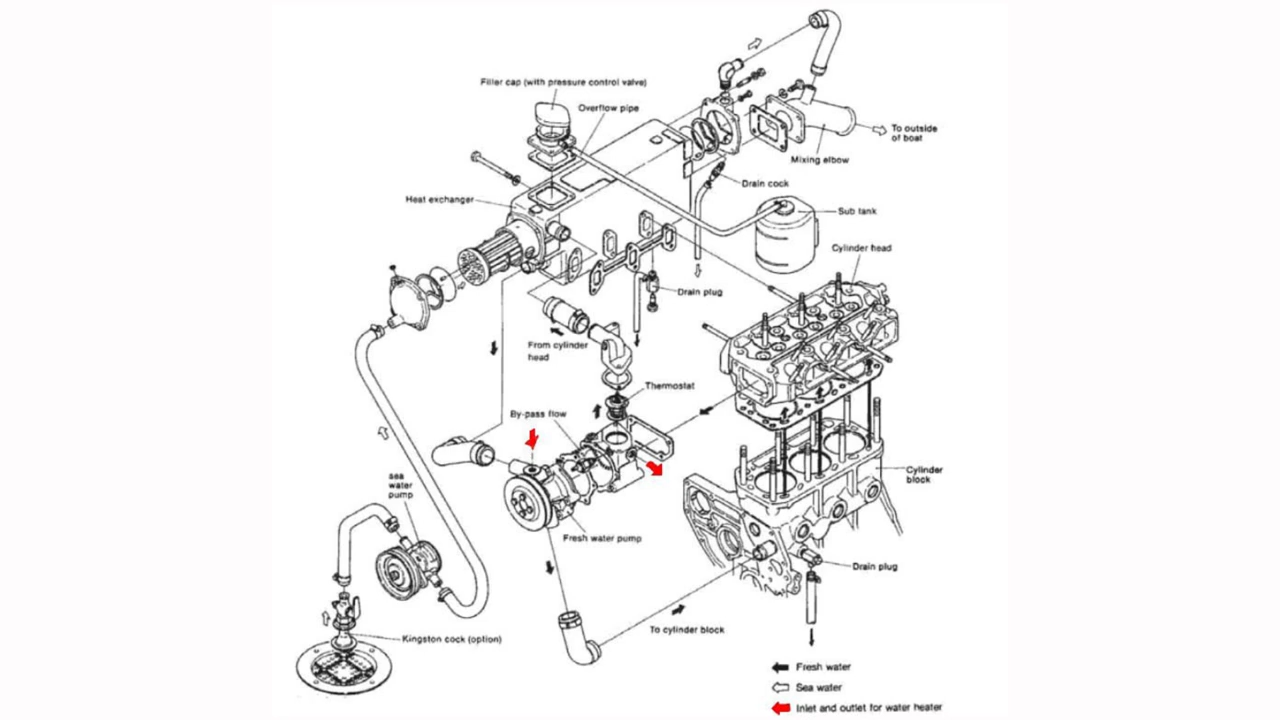 Filler cap (with pressure control valve)
Overflow pipe
To outside
of boat
Mixing elbow
Drain cock
Heat exchanger
Sub tank
Cylinder head
Drain plug
From cylinder
head
Thermostat
By-pass flow
sea
water
pump
Cylinder
block
Fresh water pump
Drain plug
To cylinder block
Kingston cock (option)
Fresh water
Sea water
Inlet and outlet for water heater